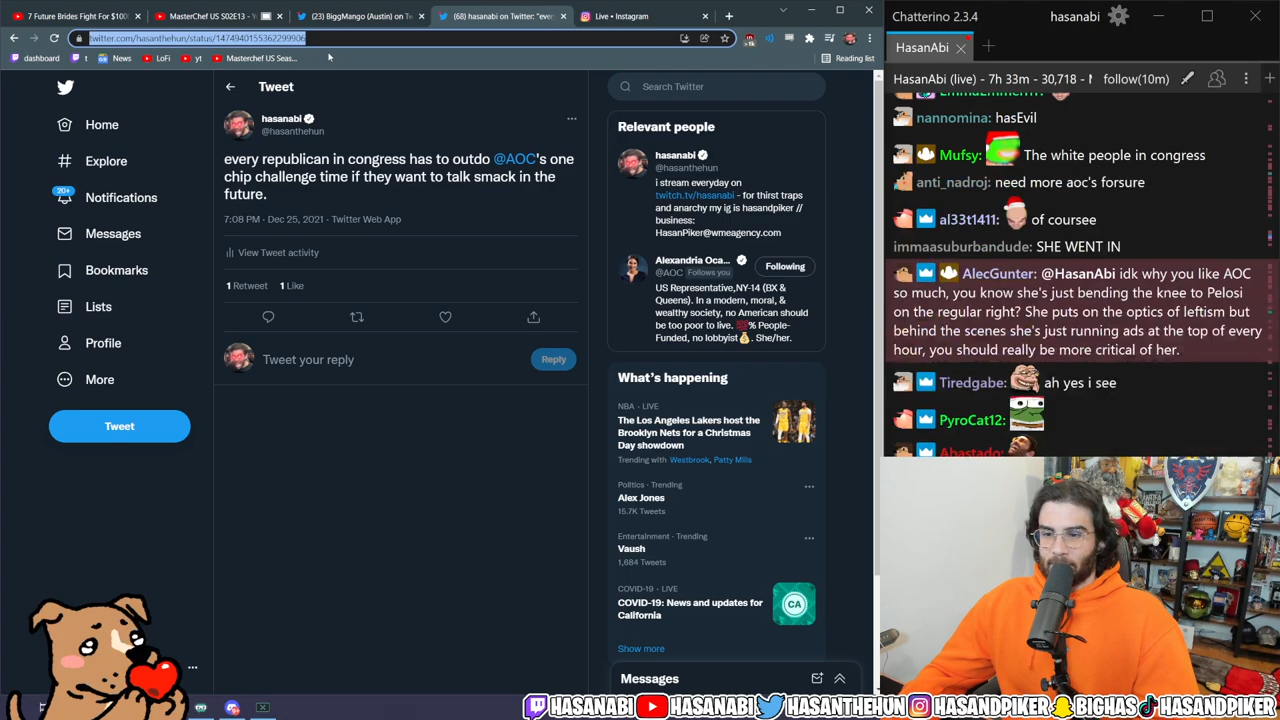 7 Future Brides Fight For $100
MasterChef US S02E13 -
(23) BiggMango (Austin) on Tw
(68) hasanabi on Twitter: "ever
Live • Instagram
twitter.com/hasanthehun/status/1474940155362299906
dashboard
t
News
LoFi
yt
Masterchef US Seas...
Reading list
Home
Explore
20+
Notifications
Messages
Bookmarks
Lists
Profile
More
Tweet
Tweet
hasanabi
@hasanthehun
every republican in congress has to outdo @AOC's one
chip challenge time if they want to talk smack in the
future.
7:08 PM · Dec 25, 2021 · Twitter Web App
View Tweet activity
1 Retweet 1 Like
Tweet your reply
Reply
Search Twitter
Relevant people
hasanabi
@hasanthehun
i stream everyday on
twitch.tv/hasanabi - for thirst traps
and anarchy my ig is hasandpiker //
business:
HasanPiker@wmeagency.com
Alexandria Oca...
@AOC Follows you
Following
US Representative,NY-14 (BX &
Queens). In a modern, moral, &
wealthy society, no American should
be too poor to live. 💯% People-
Funded, no lobbyist💰. She/her.
What's happening
NBA · LIVE
The Los Angeles Lakers host the
Brooklyn Nets for a Christmas
Day showdown
Trending with Westbrook, Patty Mills
Politics · Trending
Alex Jones
15.7K Tweets
Entertainment · Trending
Vaush
1,684 Tweets
COVID-19 · LIVE
COVID-19: News and updates for
California
CA
Show more
Messages
Chatterino 2.3.4
hasanabi
HasanAbi
HasanAbi (live) - 7h 33m - 30,718 -
follow(10m)
nannomina: hasEvil
Mufsy: The white people in congress
anti_nadroj: need more aoc's forsure
al33t1411: of coursee
immaasuburbandude: SHE WENT IN
AlecGunter: @HasanAbi idk why you like AOC
so much, you know she's just bending the knee to Pelosi
on the regular right? She puts on the optics of leftism but
behind the scenes she's just running ads at the top of every
hour, you should really be more critical of her.
Tiredgabe: ah yes i see
PyroCat12:
Abastado:
HASANABI HASANABI HASANTHEHUN HASANDPIKER BIGHAS HASANDPIKER